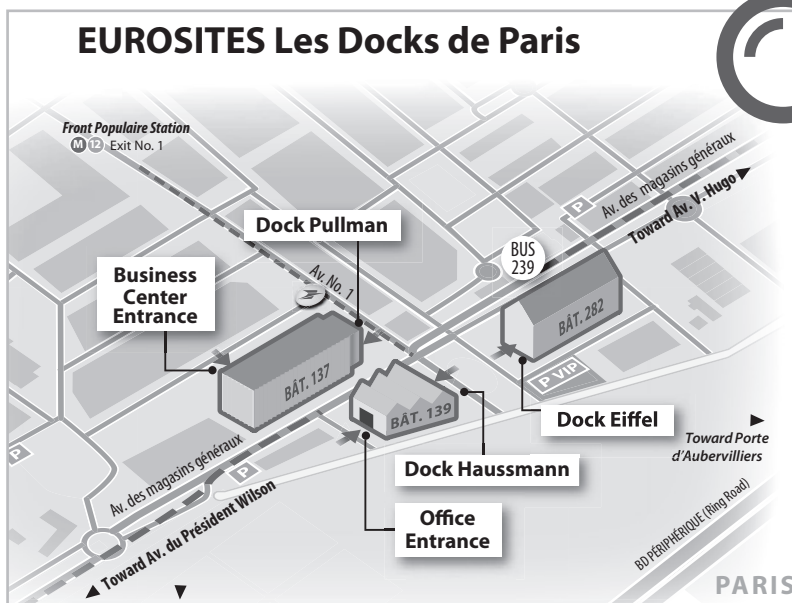 EUROSITES Les Docks de Paris
Front Populaire Station
M 12 Exit No. 1
Dock Pullman
Av. des magasins généraux
Toward Av. V. Hugo
P
BUS
239
Av. No. 1
Business
Center
Entrance
BÂT. 282
BÂT. 137
P VIP
BÂT. 139
Dock Eiffel
Toward Porte
d'Aubervilliers
P
Av. des magasins généraux
P
Dock Haussmann
Office
Entrance
Toward Av. du Président Wilson
BD PÉRIPHÉRIQUE (Ring Road)
PARIS